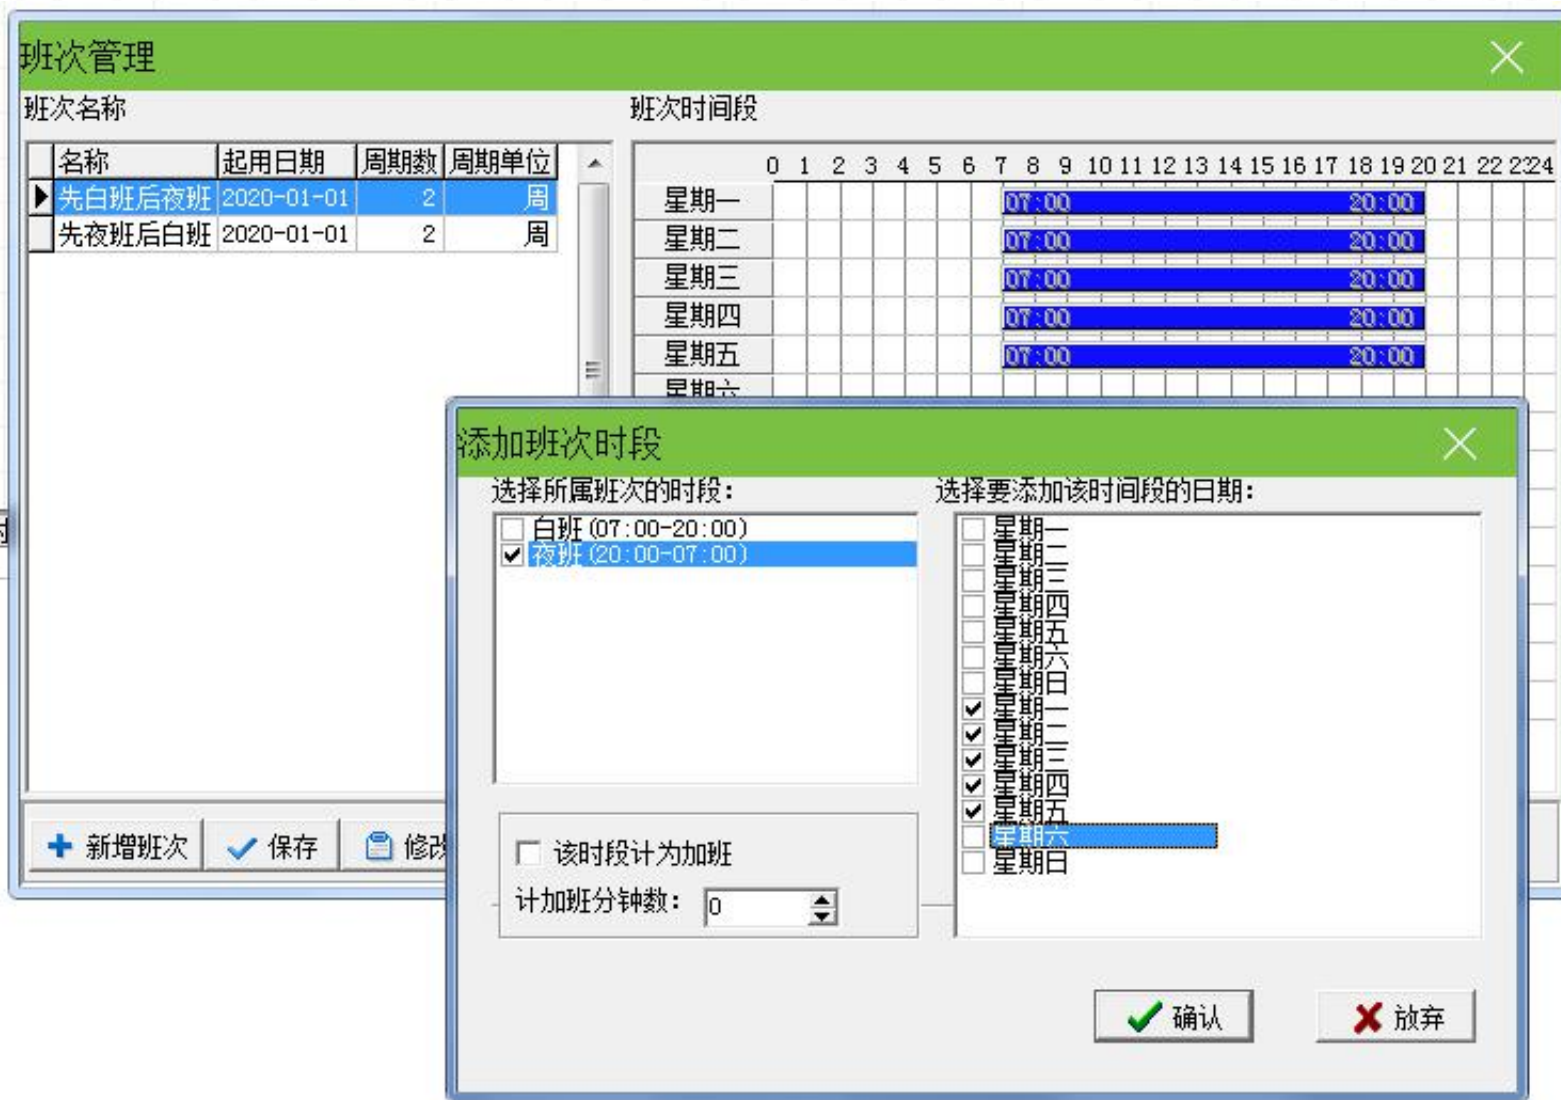 班次管理
班次名称
班次时间段
名称 起用日期 周期数 周期单位
先白班后夜班 2020-01-01 2 周
先夜班后白班 2020-01-01 2 周
0 1 2 3 4 5 6 7 8 9 10 11 12 13 14 15 16 17 18 19 20 21 22 23 24
星期一 07:00 20:00
星期二 07:00 20:00
星期三 07:00 20:00
星期四 07:00 20:00
星期五 07:00 20:00
星期六
新增班次 保存 修改
添加班次时段
选择所属班次的时段:
白班(07:00-20:00)
夜班(20:00-07:00)
该时段计为加班
计加班分钟数: 0
选择要添加该时间段的日期:
星期一
星期二
星期三
星期四
星期五
星期六
星期日
星期一
星期二
星期三
星期四
星期五
星期六
星期日
确认 放弃